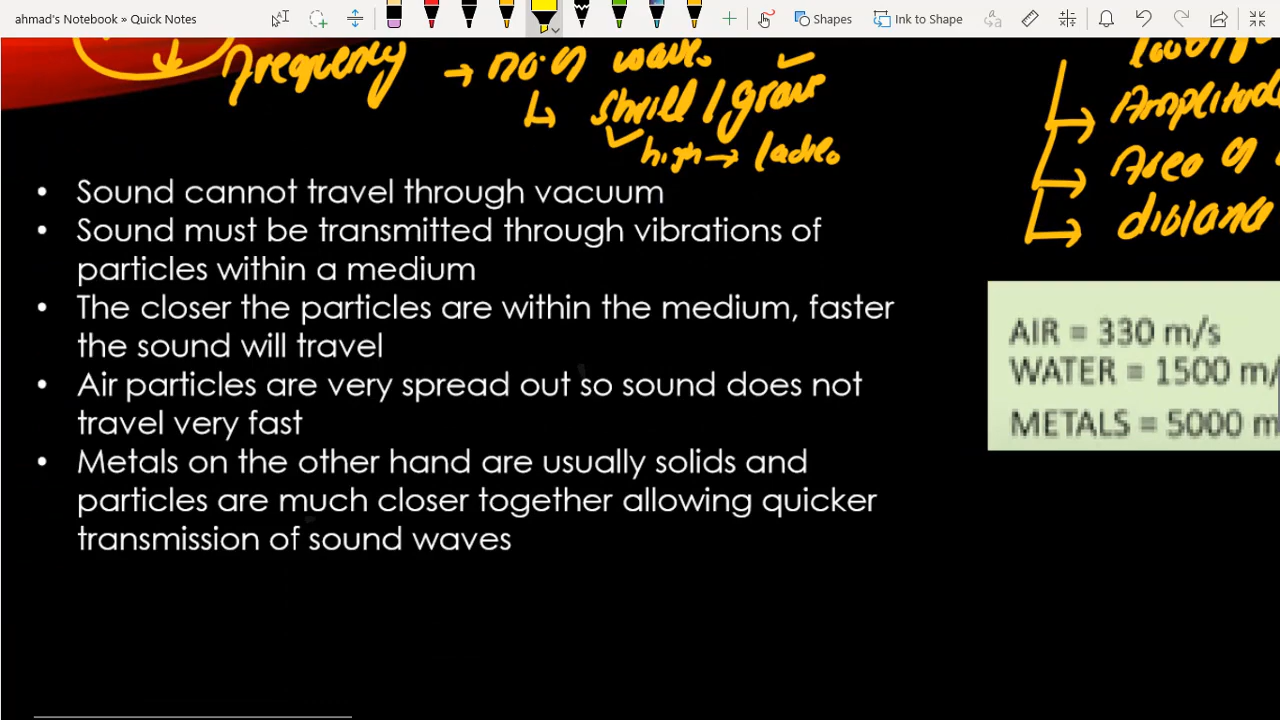 ahmad's Notebook » Quick Notes
Shapes
Ink to Shape
frequency → no. of wave.
shrill / grave
high → ladies
Amplitude
Area of
distance
• Sound cannot travel through vacuum
• Sound must be transmitted through vibrations of
particles within a medium
• The closer the particles are within the medium, faster
the sound will travel
• Air particles are very spread out so sound does not
travel very fast
• Metals on the other hand are usually solids and
particles are much closer together allowing quicker
transmission of sound waves
AIR = 330 m/s
WATER = 1500 m/
METALS = 5000 m